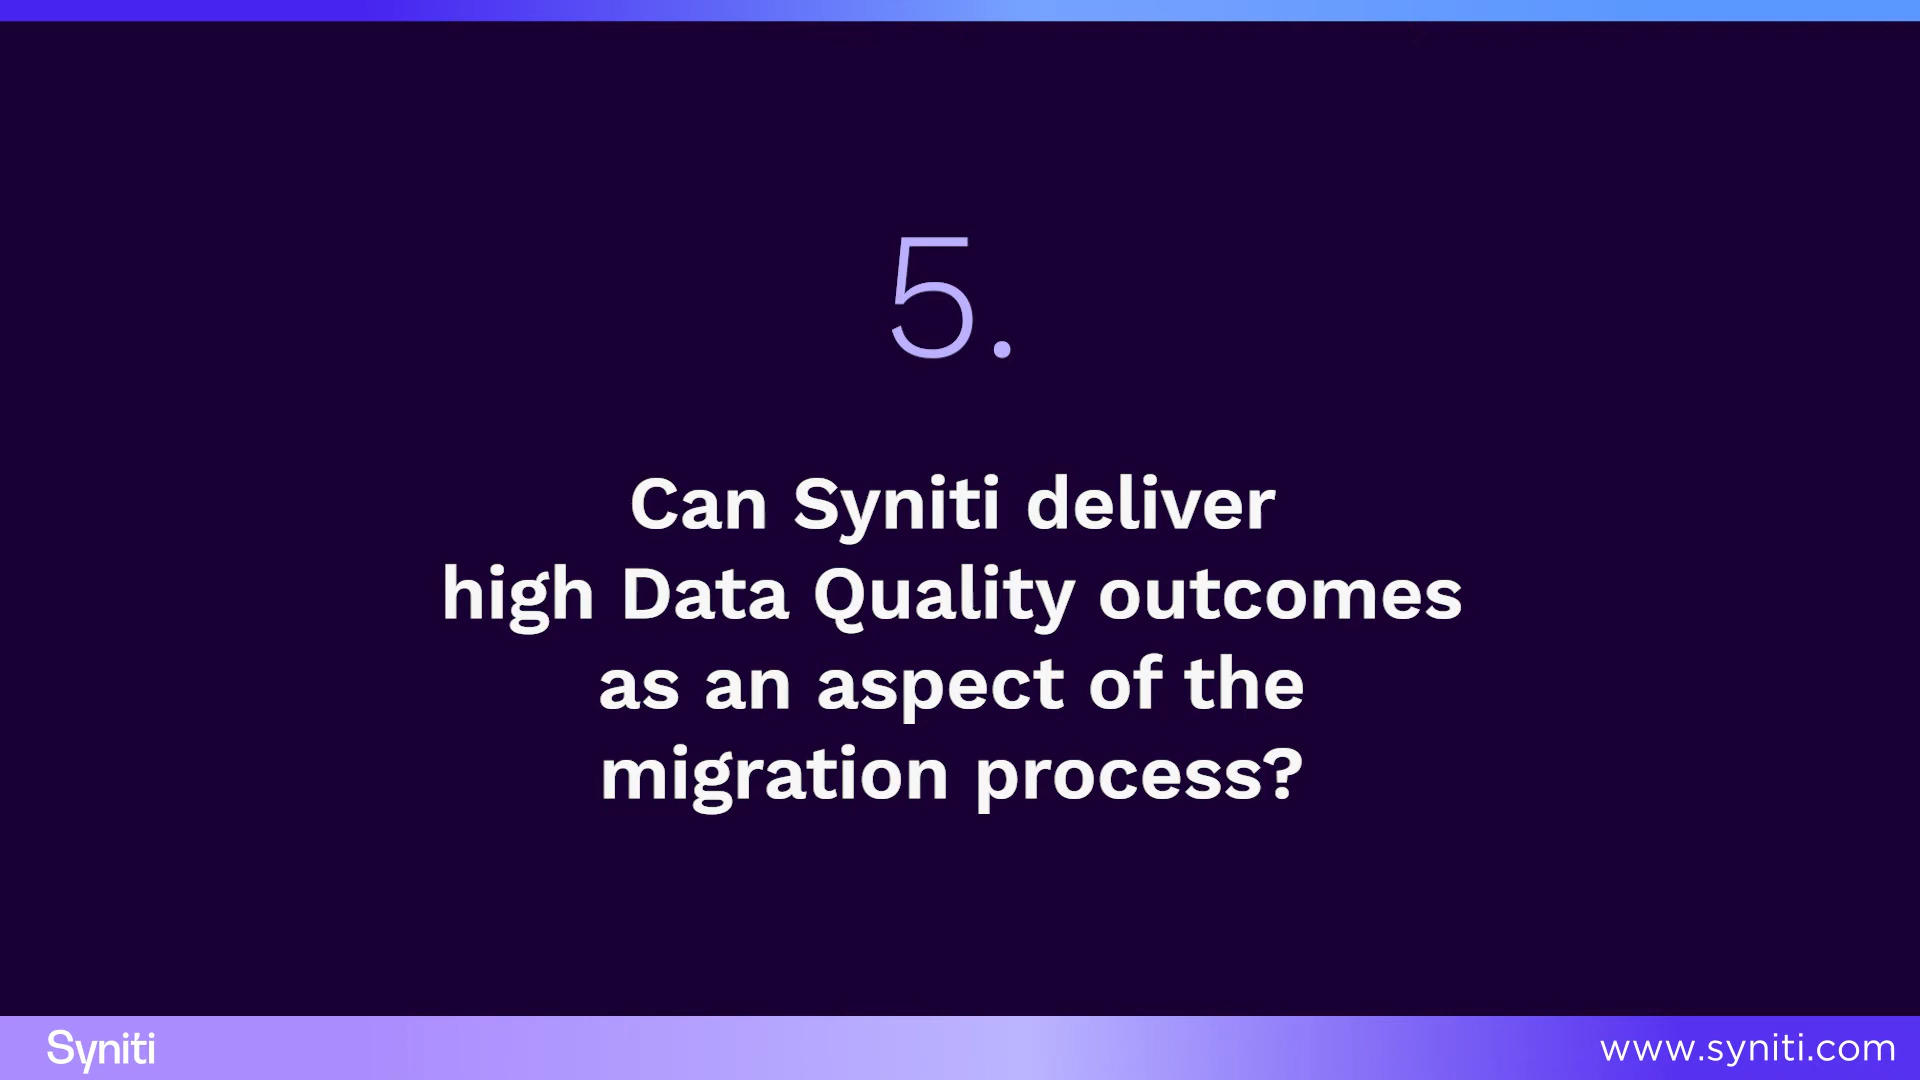 5.
Can Syniti deliver
high Data Quality outcomes
as an aspect of the
migration process?
Syniti
www.syniti.com